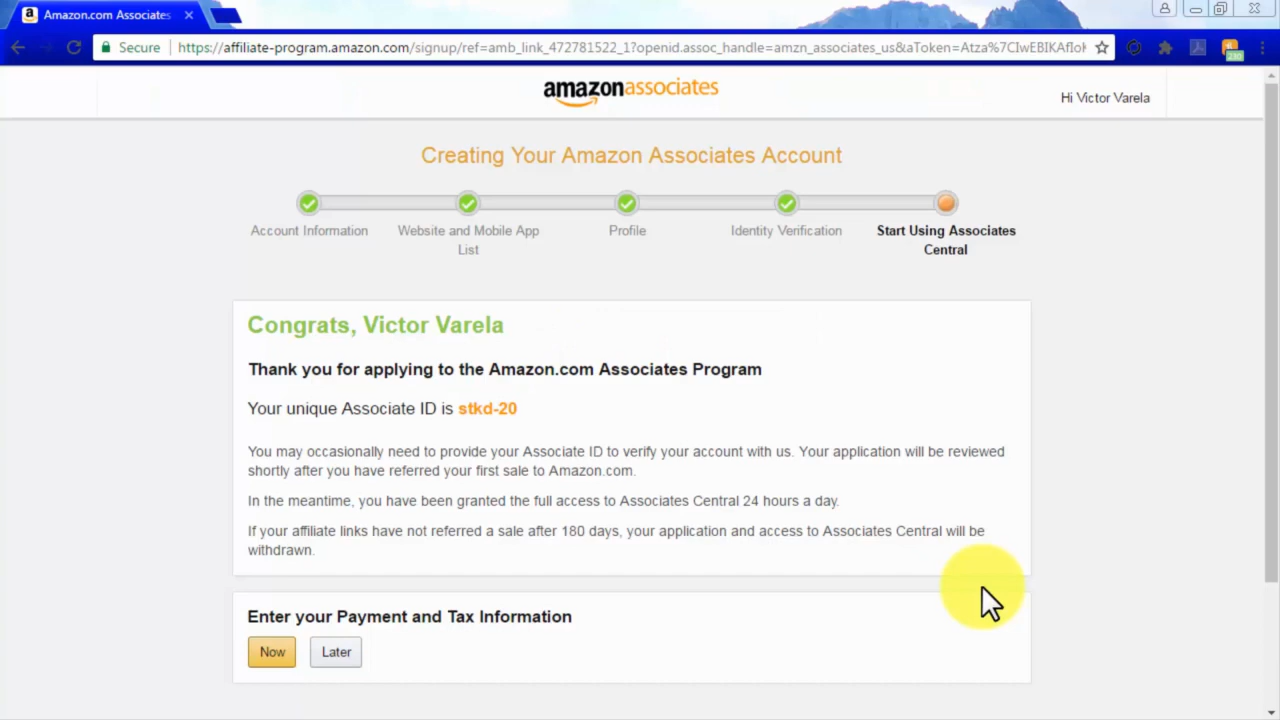 Amazon.com Associates
Secure https://affiliate-program.amazon.com/signup/ref=amb_link_472781522_1?openid.assoc_handle=amzn_associates_us&aToken=Atza%7CIwEBIKAfIoK
230
amazonassociates
Hi Victor Varela
Creating Your Amazon Associates Account
Account Information Website and Mobile App Profile Identity Verification Start Using Associates
List Central
Congrats, Victor Varela
Thank you for applying to the Amazon.com Associates Program
Your unique Associate ID is stkd-20
You may occasionally need to provide your Associate ID to verify your account with us. Your application will be reviewed
shortly after you have referred your first sale to Amazon.com.
In the meantime, you have been granted the full access to Associates Central 24 hours a day.
If your affiliate links have not referred a sale after 180 days, your application and access to Associates Central will be
withdrawn.
Enter your Payment and Tax Information
Now Later